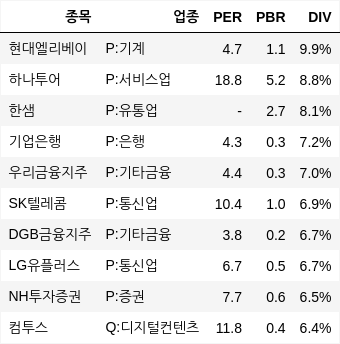 종목 업종 PER PBR DIV
현대엘리베이 P:기계 4.7 1.1 9.9%
하나투어 P:서비스업 18.8 5.2 8.8%
한샘 P:유통업 - 2.7 8.1%
기업은행 P:은행 4.3 0.3 7.2%
우리금융지주 P:기타금융 4.4 0.3 7.0%
SK텔레콤 P:통신업 10.4 1.0 6.9%
DGB금융지주 P:기타금융 3.8 0.2 6.7%
LG유플러스 P:통신업 6.7 0.5 6.7%
NH투자증권 P:증권 7.7 0.6 6.5%
컴투스 Q:디지털컨텐츠 11.8 0.4 6.4%